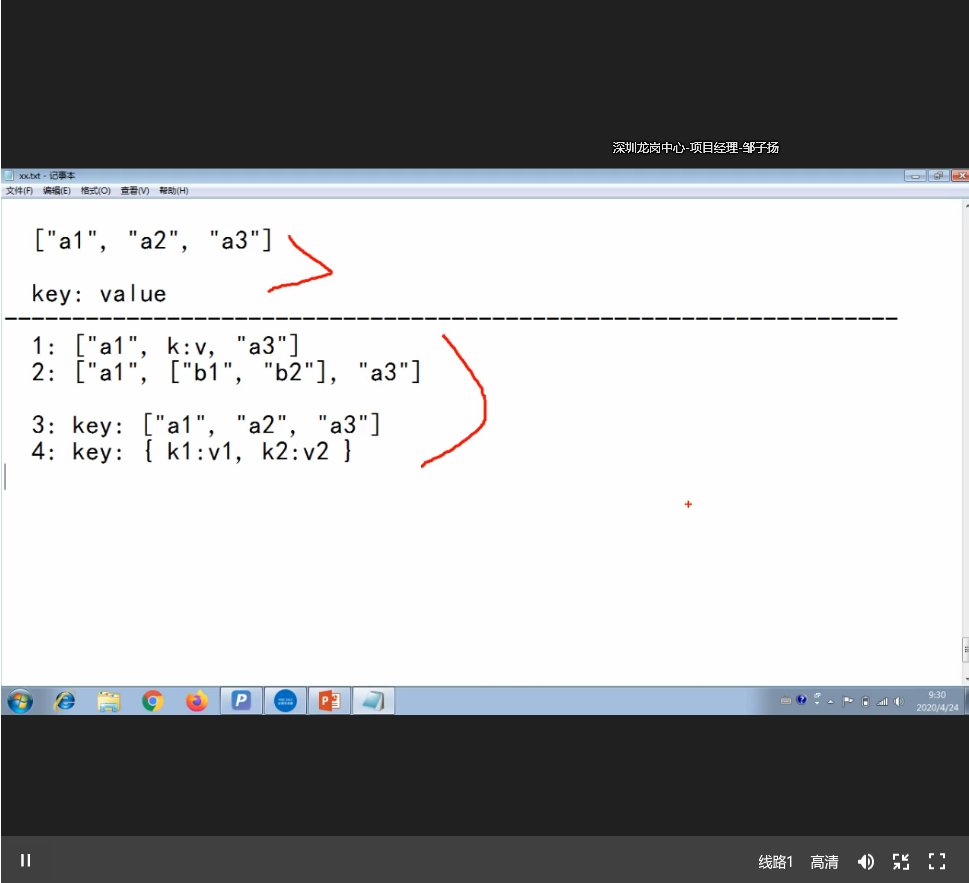 深圳龙岗中心-项目经理-邹子扬
xx.txt - 记事本
文件(F) 编辑(E) 格式(O) 查看(V) 帮助(H)
["a1", "a2", "a3"]
key: value
--------------------------------------------------------------------
1: ["a1", k:v, "a3"]
2: ["a1", ["b1", "b2"], "a3"]
3: key: ["a1", "a2", "a3"]
4: key: { k1:v1, k2:v2 }
9:30
2020/4/24
线路1 高清